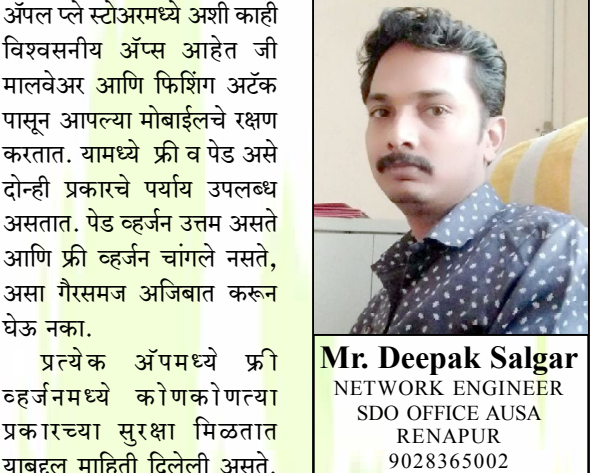 ॲपल प्ले स्टोअरमध्ये अशी काही
विश्वसनीय ॲप्स आहेत जी
मालवेअर आणि फिशिंग अटॅक
पासून आपल्या मोबाईलचे रक्षण
करतात. यामध्ये फ्री व पेड असे
दोन्ही प्रकारचे पर्याय उपलब्ध
असतात. पेड व्हर्जन उत्तम असते
आणि फ्री व्हर्जन चांगले नसते,
असा गैरसमज अजिबात करून
घेऊ नका.
प्रत्येक ॲपमध्ये फ्री
व्हर्जनमध्ये कोणकोणत्या
प्रकारच्या सुरक्षा मिळतात
याबद्दल माहिती दिलेली असते.
Mr. Deepak Salgar
NETWORK ENGINEER
SDO OFFICE AUSA
RENAPUR
9028365002